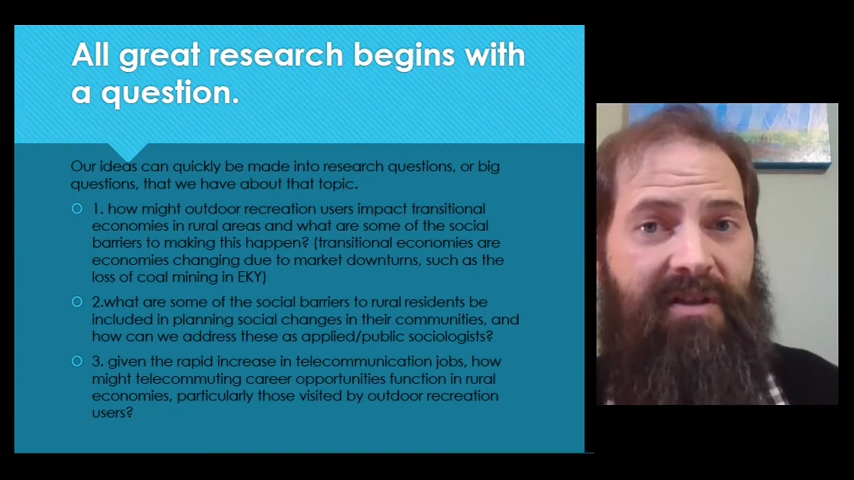 All great research begins with
a question.
Our ideas can quickly be made into research questions, or big
questions, that we have about that topic.
1. how might outdoor recreation users impact transitional
economies in rural areas and what are some of the social
barriers to making this happen? (transitional economies are
economies changing due to market downturns, such as the
loss of coal mining in EKY)
2.what are some of the social barriers to rural residents be
included in planning social changes in their communities, and
how can we address these as applied/public sociologists?
3. given the rapid increase in telecommunication jobs, how
might telecommuting career opportunities function in rural
economies, particularly those visited by outdoor recreation
users?